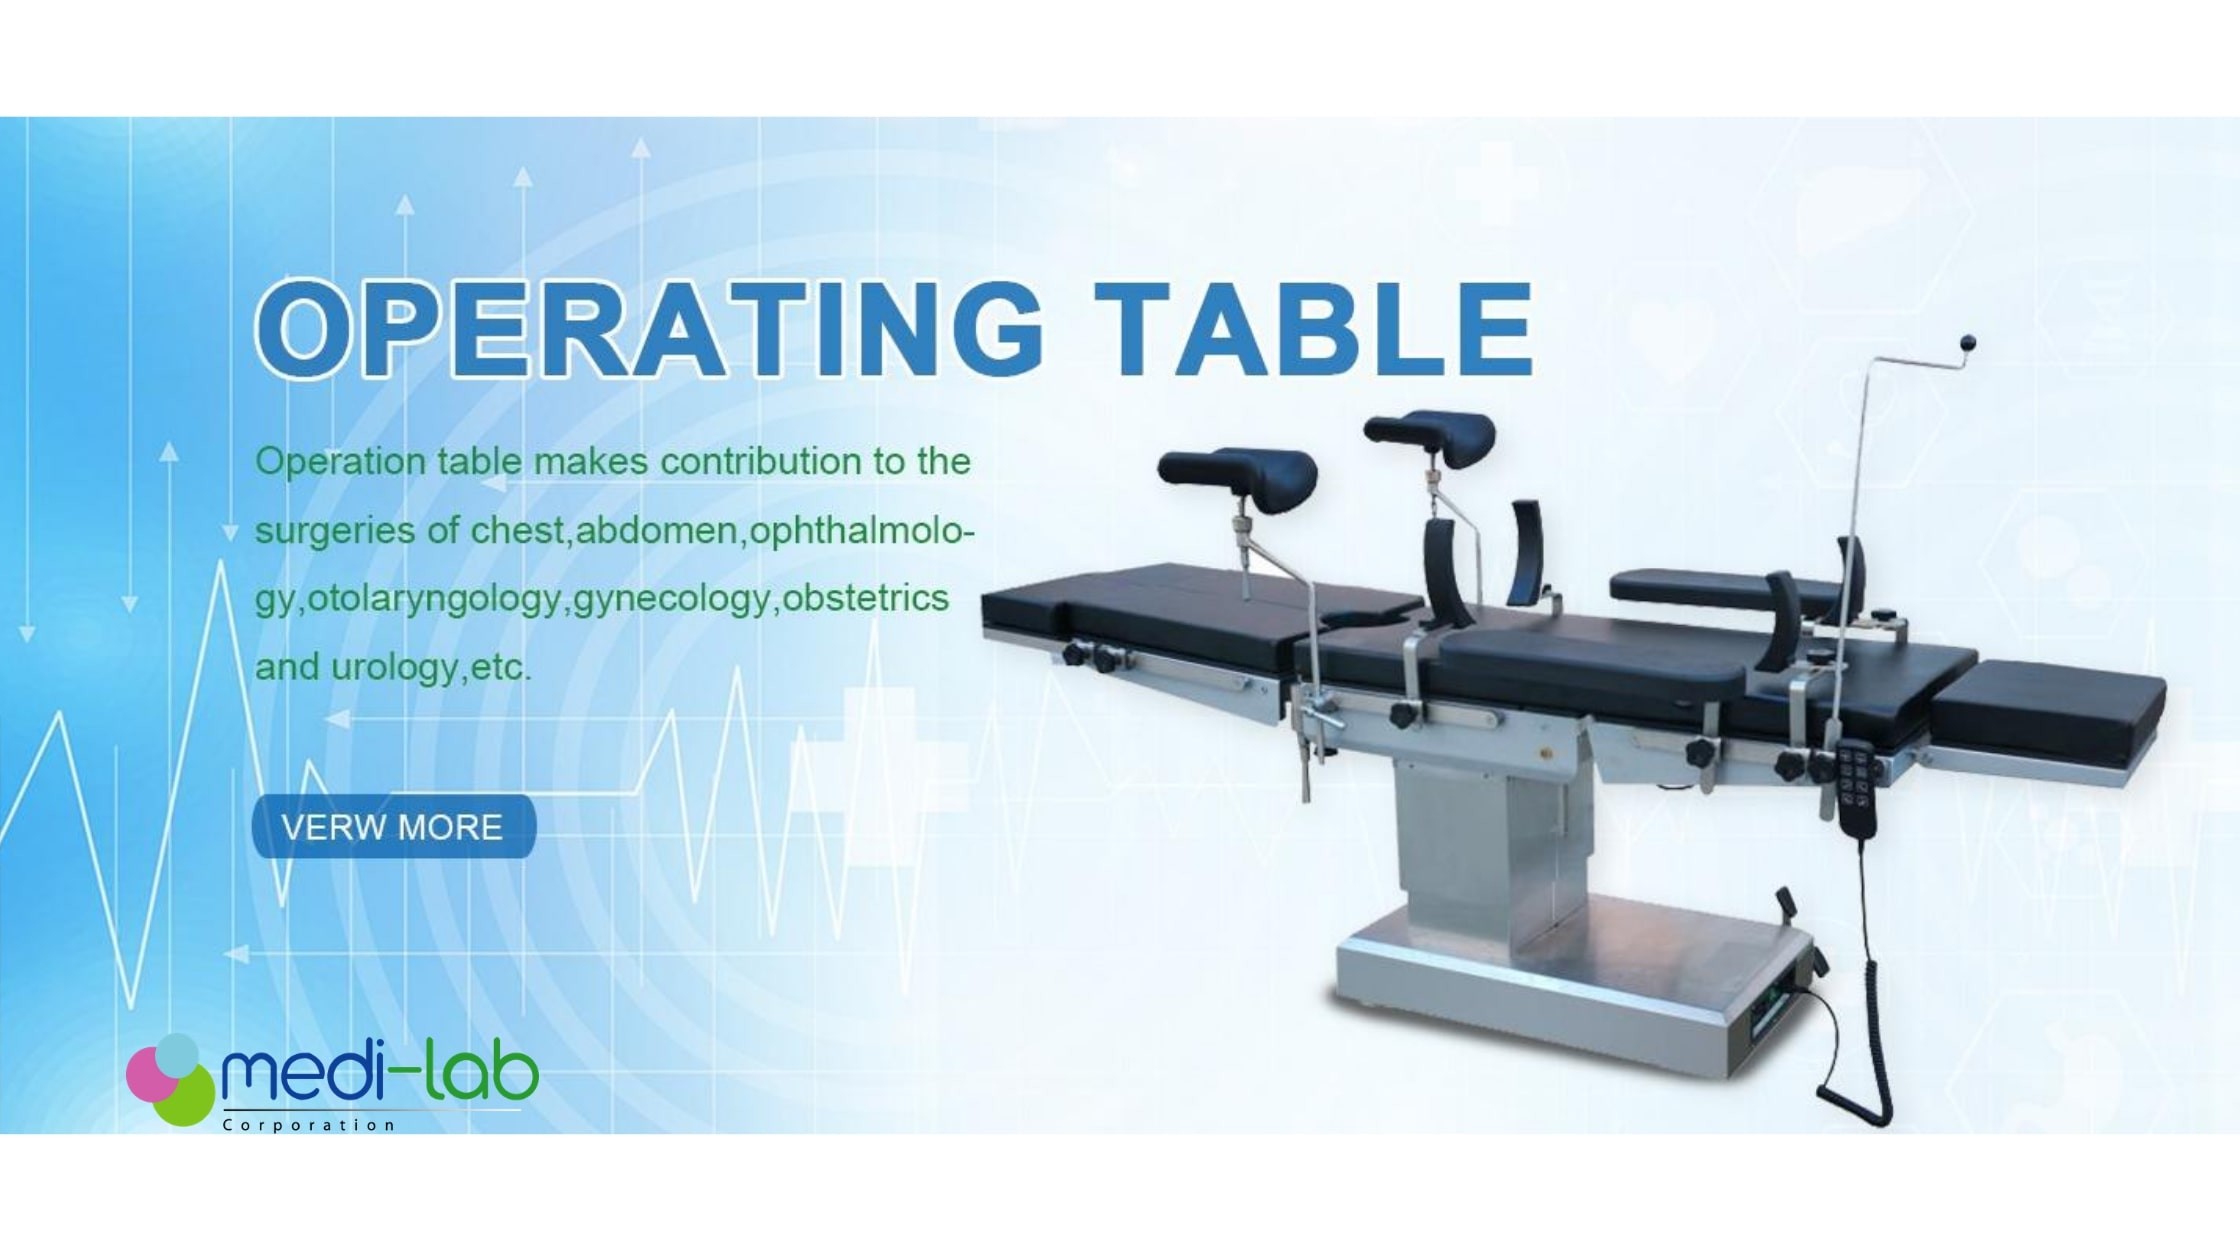 OPERATING TABLE
Operation table makes contribution to the
surgeries of chest,abdomen,ophthalmolo-
gy,otolaryngology,gynecology,obstetrics
and urology,etc.
VERW MORE
medi-lab
Corporation